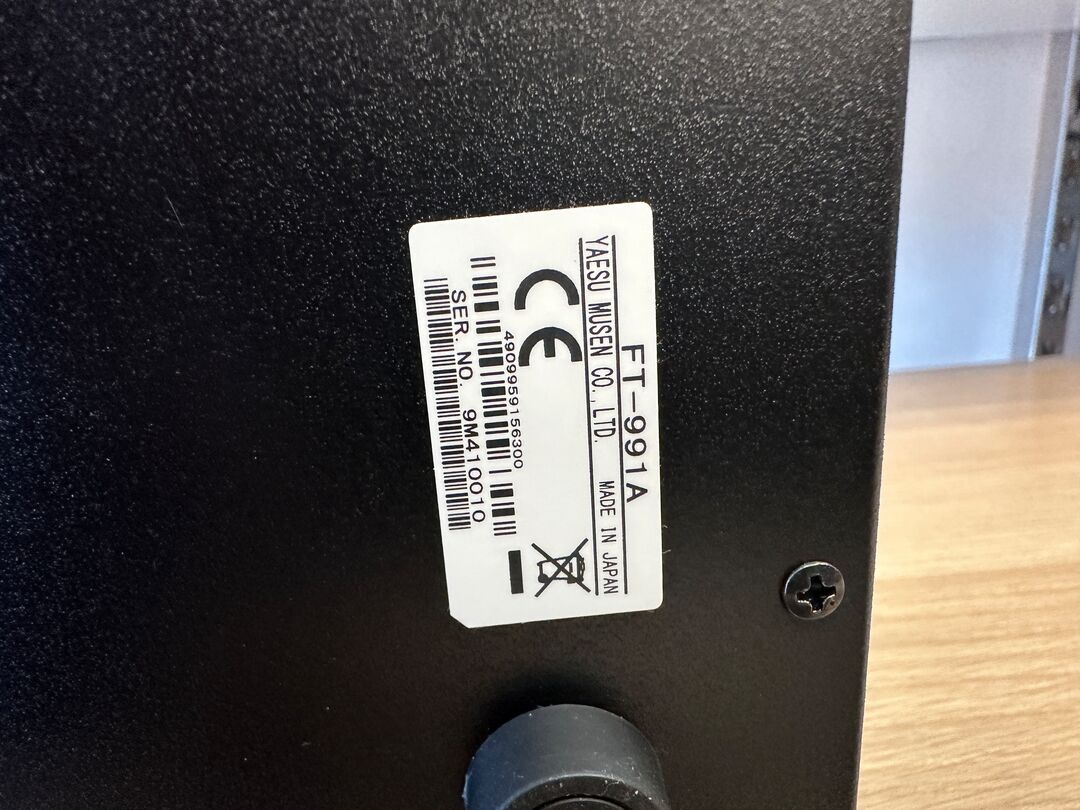 FT-991A
YAESU MUSEN CO.,LTD. MADE IN JAPAN
CE
4909959156300
SER. NO. 9M410010